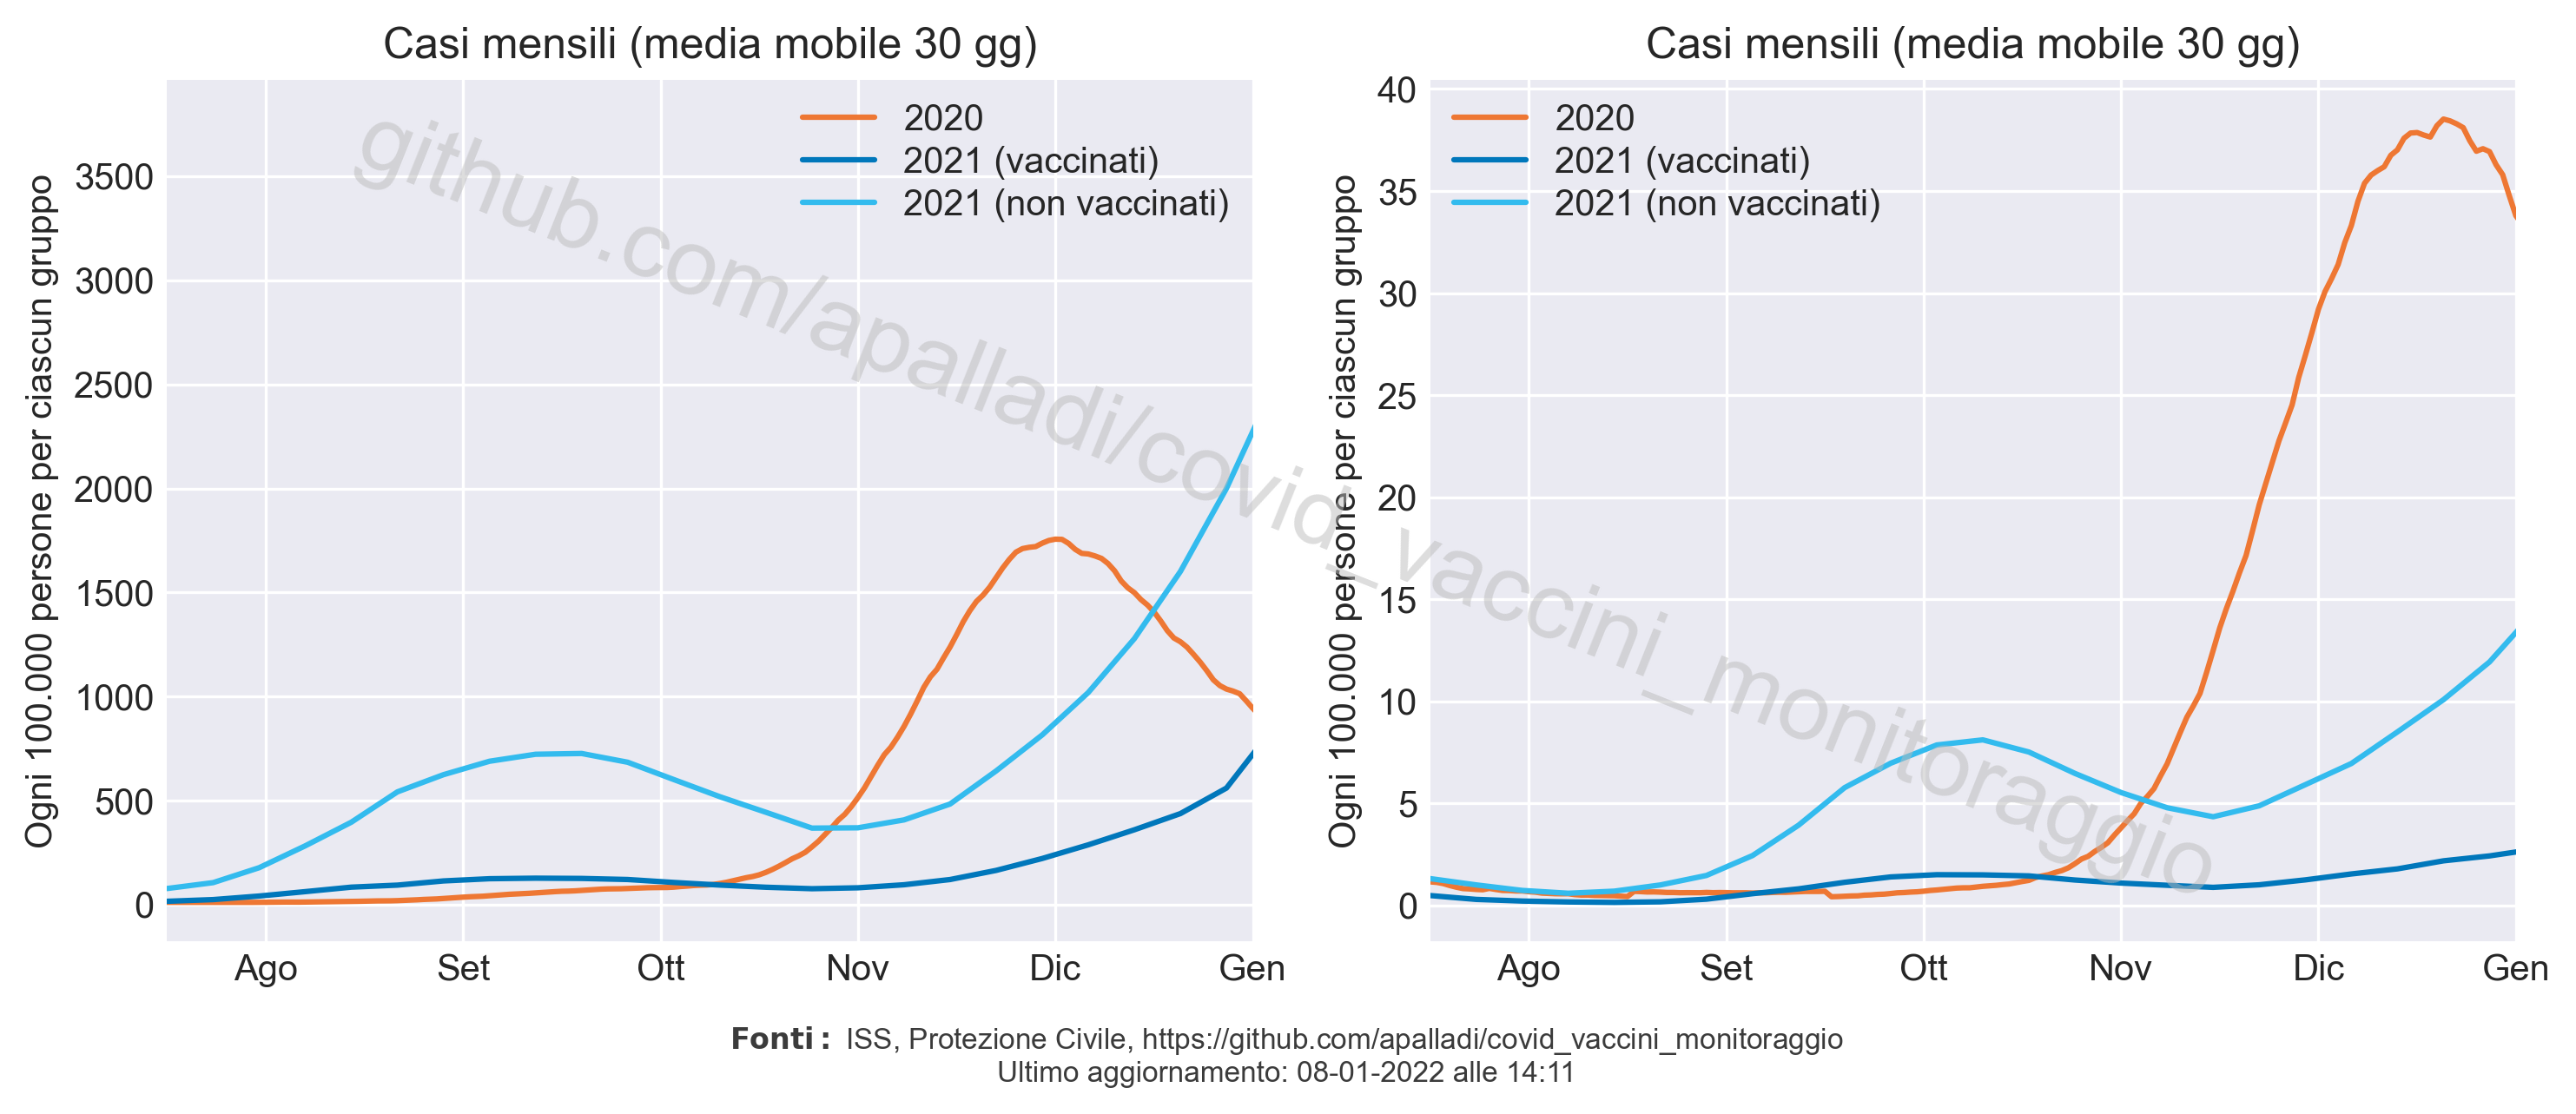 Casi mensili (media mobile 30 gg)
Ogni 100.000 persone per ciascun gruppo
3500
3000
2500
2000
1500
1000
500
0
2020
2021 (vaccinati)
2021 (non vaccinati)
Ago Set Ott Nov Dic Gen
Casi mensili (media mobile 30 gg)
Ogni 100.000 persone per ciascun gruppo
40
35
30
25
20
15
10
5
0
2020
2021 (vaccinati)
2021 (non vaccinati)
Ago Set Ott Nov Dic Gen
github.com/apalladi/covid_vaccini_monitoraggio
Fonti: ISS, Protezione Civile, https://github.com/apalladi/covid_vaccini_monitoraggio
Ultimo aggiornamento: 08-01-2022 alle 14:11